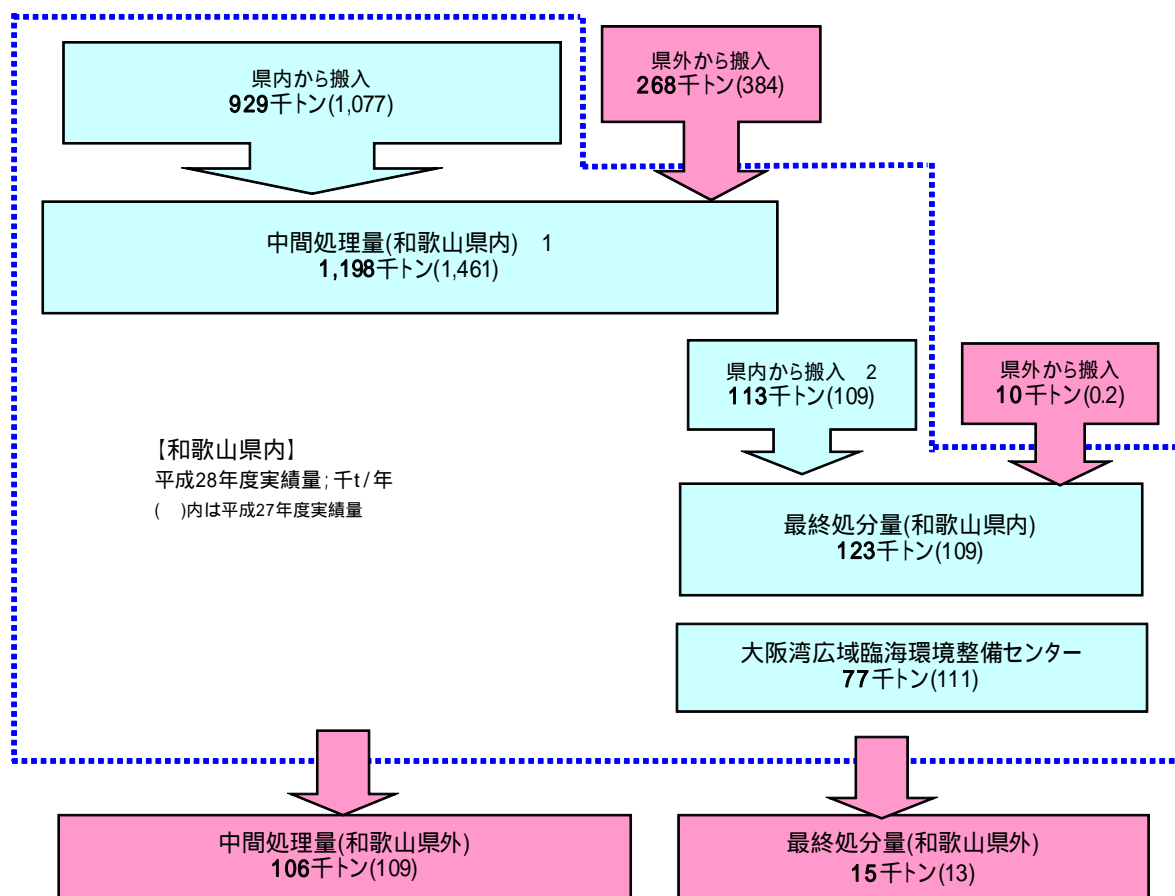 県内から搬入
929千トン(1,077)
県外から搬入
268千トン(384)
中間処理量(和歌山県内) 1
1,198千トン(1,461)
県内から搬入 2
113千トン(109)
県外から搬入
10千トン(0.2)
【和歌山県内】
平成28年度実績量;千t/年
( )内は平成27年度実績量
最終処分量(和歌山県内)
123千トン(109)
大阪湾広域臨海環境整備センター
77千トン(111)
中間処理量(和歌山県外)
106千トン(109)
最終処分量(和歌山県外)
15千トン(13)